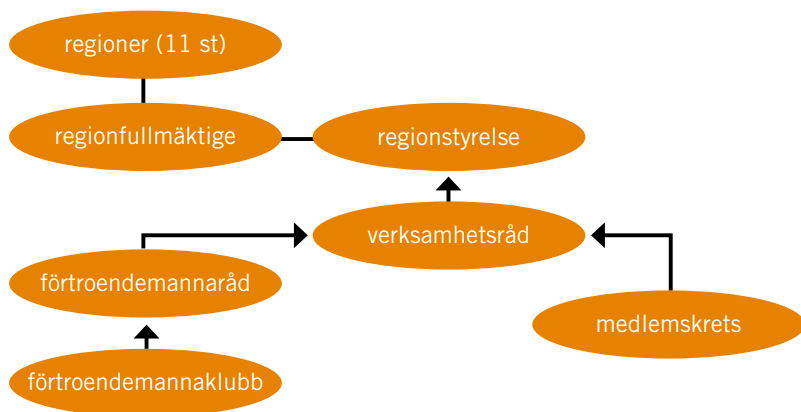 regioner (11 st)
regionfullmäktige
regionstyrelse
verksamhetsråd
förtroendemannaråd
medlemskrets
förtroendemannaklubb